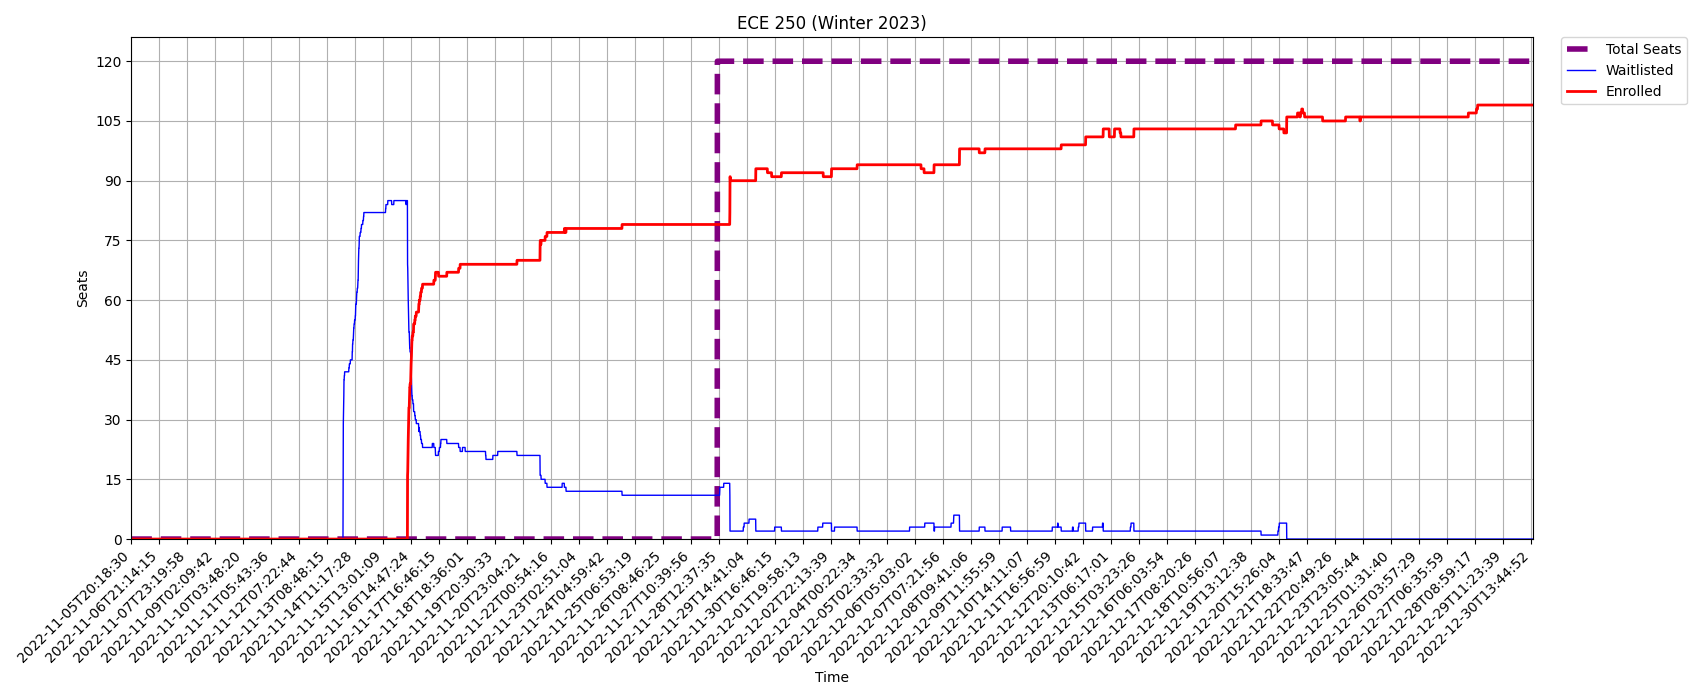 ECE 250 (Winter 2023)
Total Seats
Waitlisted
Enrolled
120
105
90
75
60
45
30
15
0
Seats
2022-11-05T20:18:30
2022-11-06T21:14:15
2022-11-07T23:19:58
2022-11-09T02:09:42
2022-11-10T03:48:20
2022-11-11T05:43:36
2022-11-12T07:22:44
2022-11-13T08:48:15
2022-11-14T11:17:28
2022-11-15T13:01:09
2022-11-16T14:47:24
2022-11-17T16:46:15
2022-11-18T18:36:01
2022-11-19T20:30:33
2022-11-20T23:04:21
2022-11-22T00:54:16
2022-11-23T02:51:04
2022-11-24T04:59:42
2022-11-25T06:53:19
2022-11-26T08:46:25
2022-11-27T10:39:56
2022-11-28T12:37:35
2022-11-29T14:41:04
2022-11-30T16:46:15
2022-12-01T19:58:13
2022-12-02T22:13:39
2022-12-04T00:22:34
2022-12-05T02:33:32
2022-12-06T05:03:02
2022-12-07T07:21:56
2022-12-08T09:41:06
2022-12-09T11:55:59
2022-12-10T14:11:07
2022-12-11T16:56:59
2022-12-12T20:10:42
2022-12-13T06:17:01
2022-12-15T03:23:26
2022-12-16T06:03:54
2022-12-17T08:20:26
2022-12-18T10:56:07
2022-12-19T13:12:38
2022-12-20T15:26:04
2022-12-21T18:33:47
2022-12-22T20:49:26
2022-12-23T23:05:44
2022-12-25T01:31:40
2022-12-26T03:57:29
2022-12-27T06:35:59
2022-12-28T08:59:17
2022-12-29T11:23:39
2022-12-30T13:44:52
Time